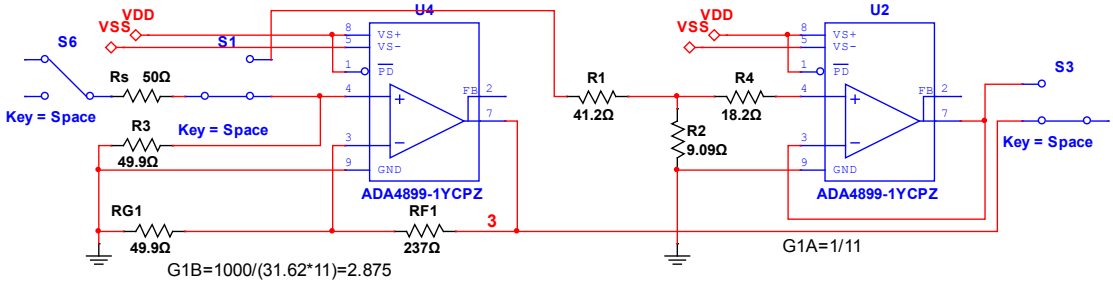 U4
U2
VDD
VSS
VDD
VSS
S6
S1
S3
8
VS+
5
VS-
1
PD
FB
2
4
7
3
9
GND
8
VS+
5
VS-
1
PD
FB
2
4
7
3
9
GND
Rs
50Ω
Key = Space
Key = Space
R3
49.9Ω
R1
41.2Ω
R4
18.2Ω
R2
9.09Ω
Key = Space
ADA4899-1YCPZ
ADA4899-1YCPZ
RG1
49.9Ω
RF1
237Ω
3
G1A=1/11
G1B=1000/(31.62*11)=2.875